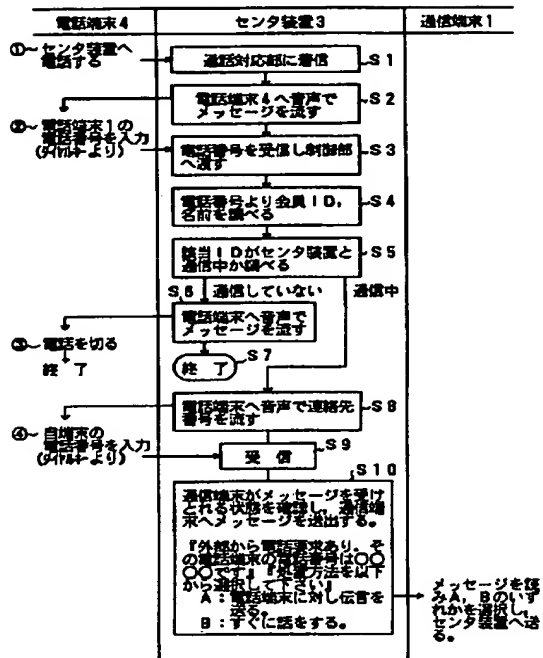 電話端末4
センタ装置3
通信端末1
①~センタ装置へ
電話する
通話対応部に着信
S1
電話端末4へ音声で
メッセージを流す
S2
②~電話端末1の
電話番号を入力
(ダイヤルトーンより)
電話番号を受信し制御部
へ渡す
S3
電話番号より会員ID,
名前を調べる
S4
該当IDがセンタ装置と
通信中か調べる
S5
S6
通信していない
通信中
電話端末へ音声で
メッセージを流す
③~電話を切る
終了
終了
S7
電話端末へ音声で連絡先
番号を流す
S8
④~自端末の
電話番号を入力
受信
S9
S10
通信端末がメッセージを受け
とれる状態を確認し,通信端
末へメッセージを送出する。
『外部から電話要求あり。そ
の電話端末の電話番号は○○
○○です』『処置方法を以下
から選択して下さい』
A:電話端末に対し伝言を
送る。
B:すぐに話をする。
メッセージを読
みA,Bのいず
れかを選択し,
センタ装置へ送
る。